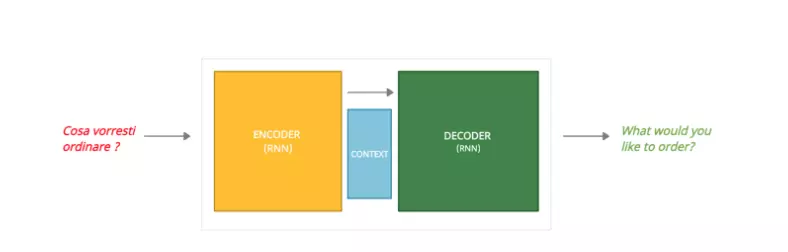 Cosa vorresti
ordinare ?
ENCODER
(RNN)
CONTEXT
DECODER
(RNN)
What would you
like to order?